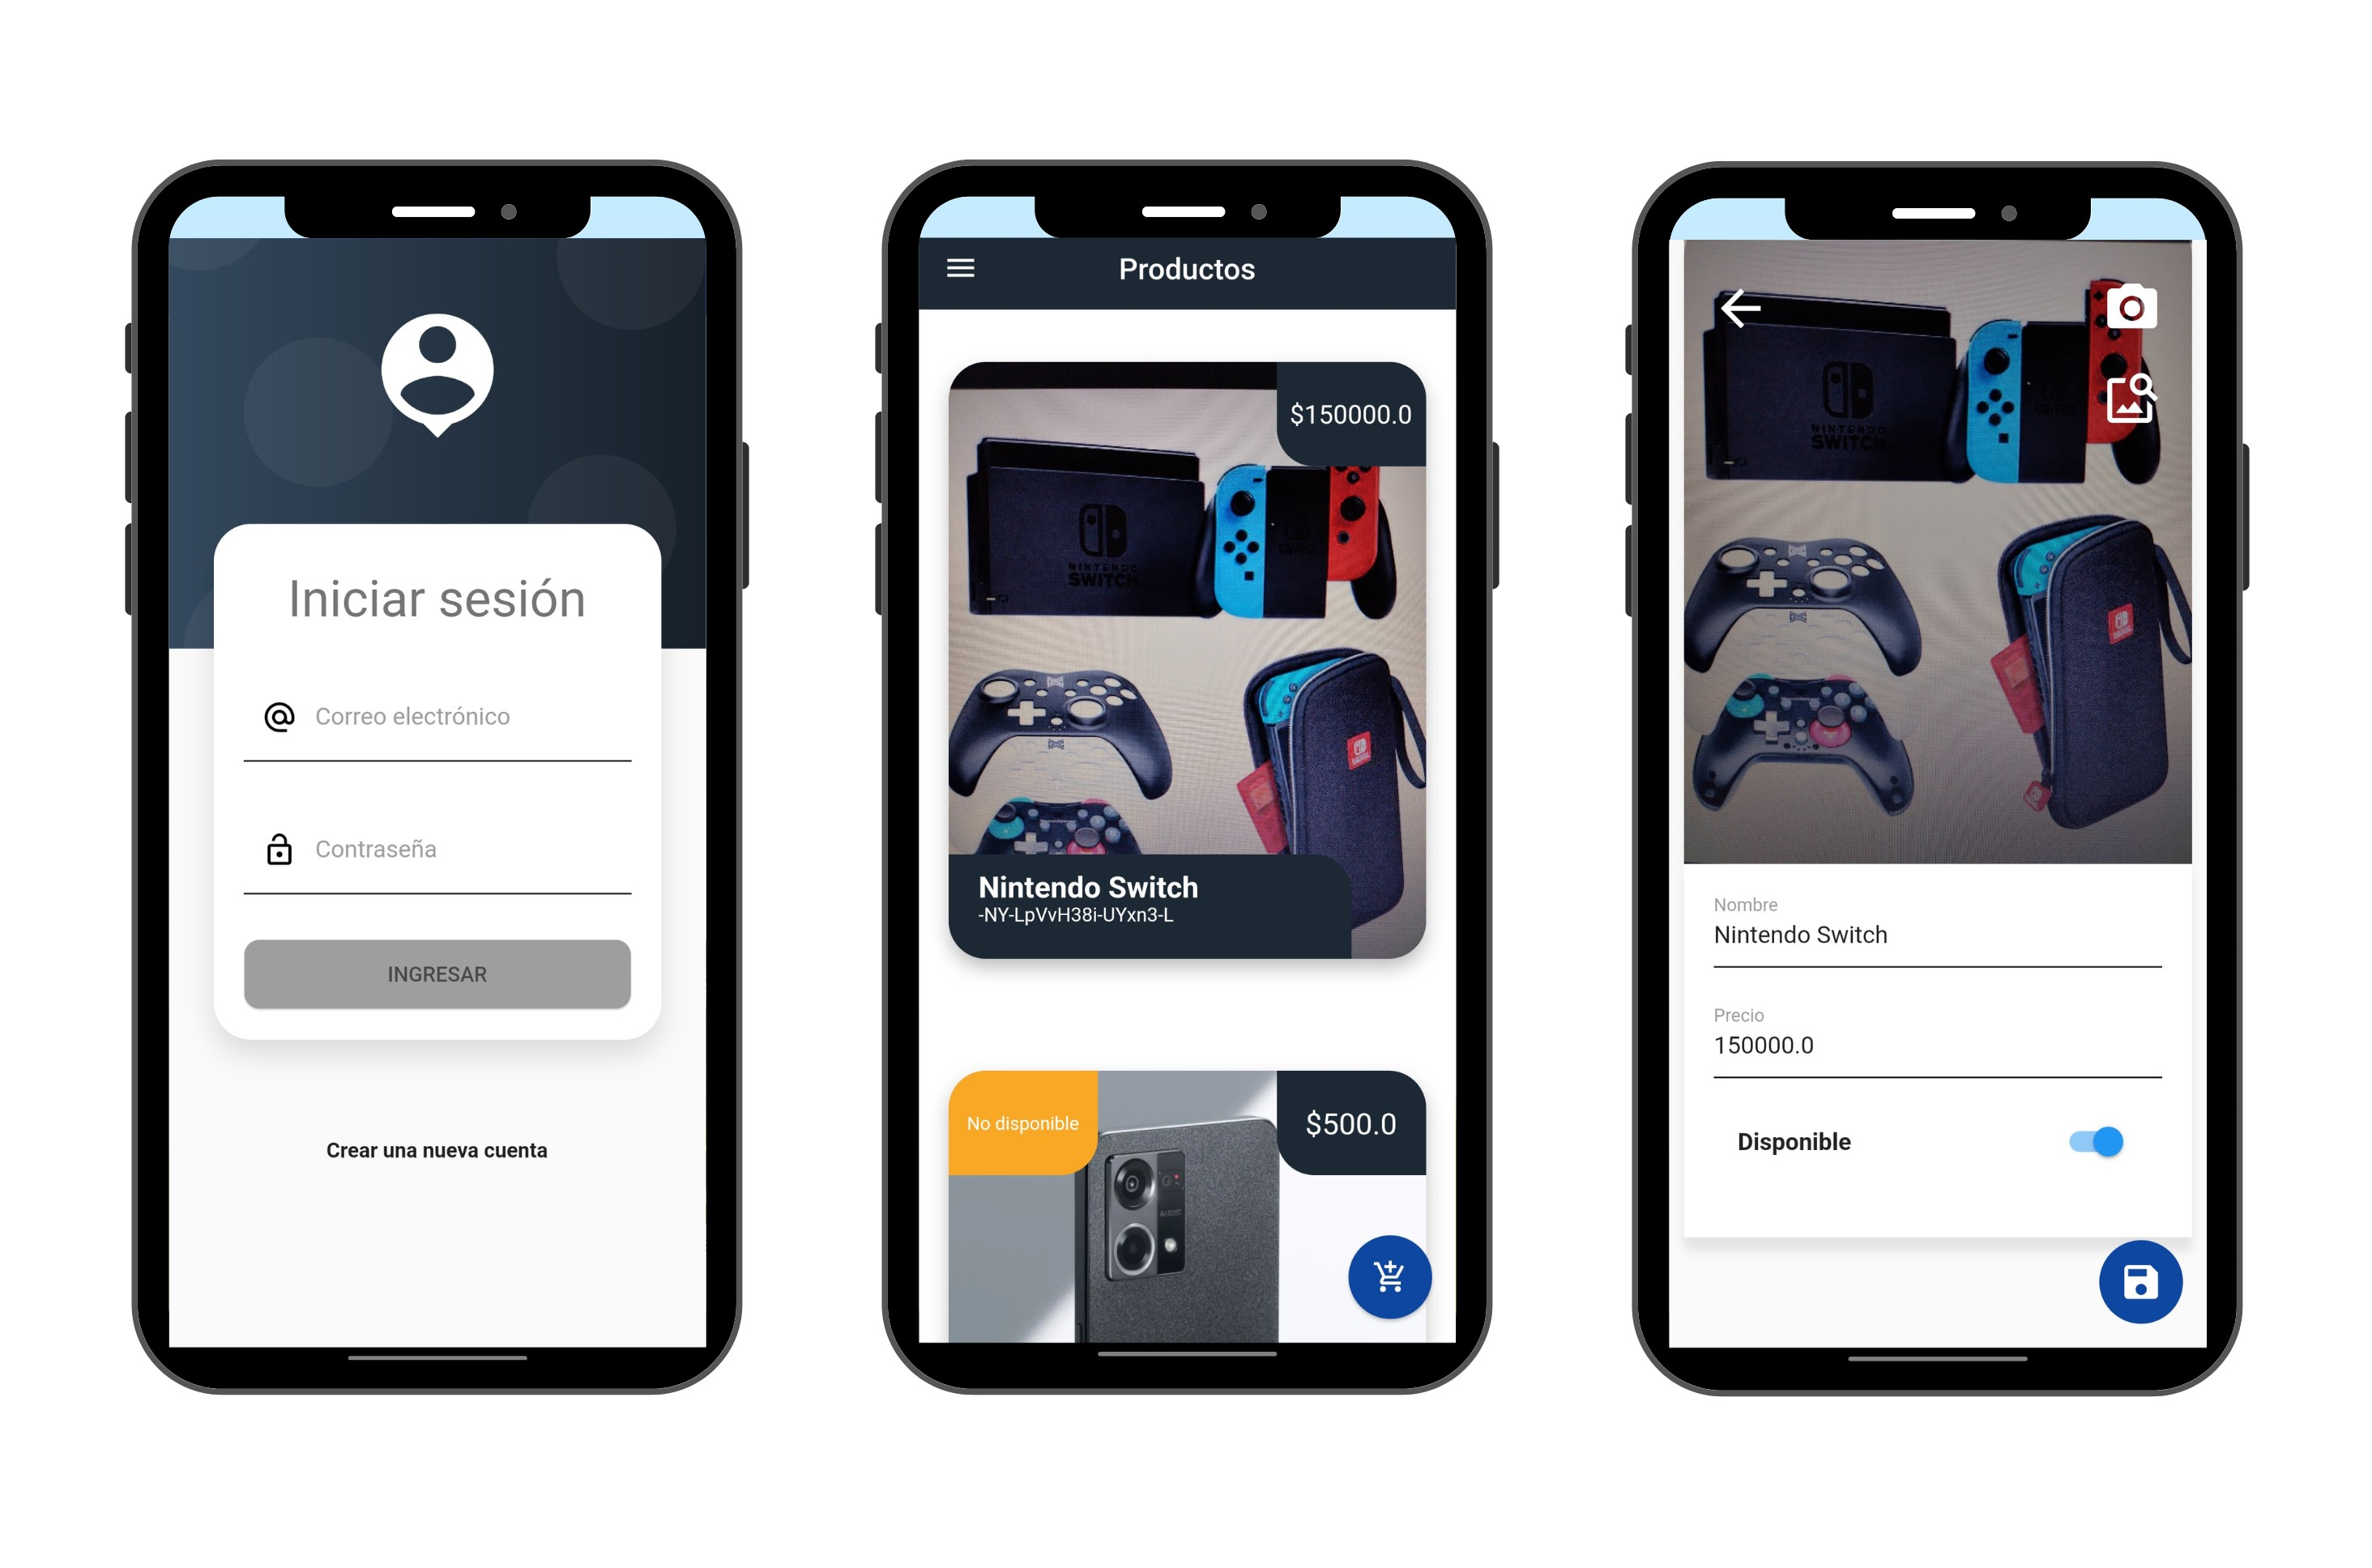 Iniciar sesión
Correo electrónico
Contraseña
INGRESAR
Crear una nueva cuenta
Productos
$150000.0
NINTENDO
SWITCH
Nintendo Switch
-NY-LpVvH38i-UYxn3-L
No disponible
$500.0
NINTENDO
SWITCH
Nombre
Nintendo Switch
Precio
150000.0
Disponible